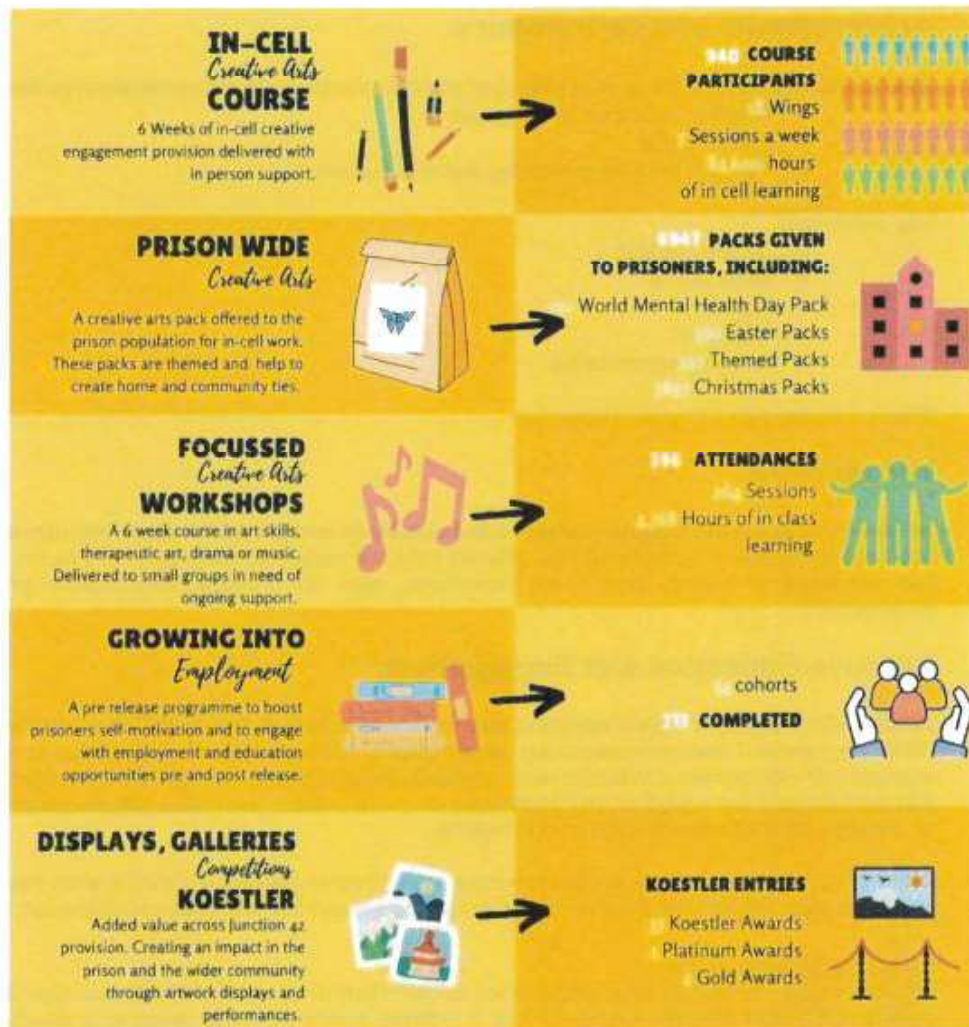 IN-CELL
Creative Arts
COURSE
6 Weeks of in-cell creative
engagement provision delivered with
in person support.
940 COURSE
PARTICIPANTS
Wings
Sessions a week
hours
of in cell learning
PRISON WIDE
Creative Arts
A creative arts pack offered to the
prison population for in-cell work.
These packs are themed and help to
create home and community ties.
PACKS GIVEN
TO PRISONERS, INCLUDING:
World Mental Health Day Pack
Easter Packs
Themed Packs
Christmas Packs
FOCUSSED
Creative Arts
WORKSHOPS
A 6 week course in art skills,
therapeutic art, drama or music.
Delivered to small groups in need of
ongoing support.
ATTENDANCES
Sessions
Hours of in class
learning
GROWING INTO
Employment
A pre release programme to boost
prisoners self-motivation and to engage
with employment and education
opportunities pre and post release.
cohorts
COMPLETED
DISPLAYS, GALLERIES
Competitions
KOESTLER
Added value across Junction 42
provision. Creating an impact in the
prison and the wider community
through artwork displays and
performances.
KOESTLER ENTRIES
Koestler Awards
Platinum Awards
Gold Awards